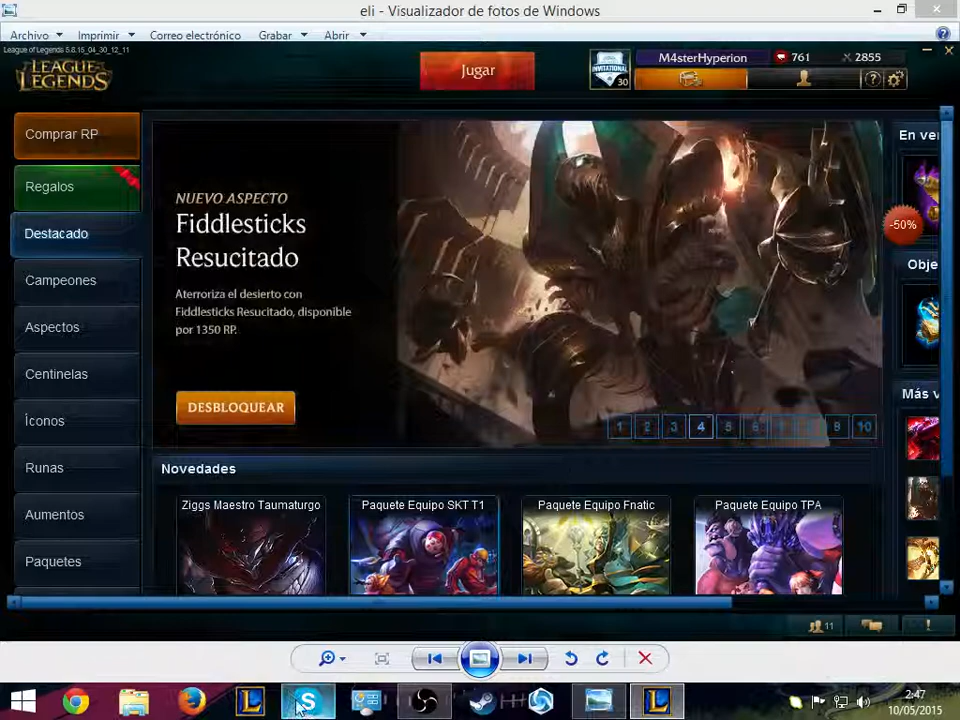 eli - Visualizador de fotos de Windows
Archivo Imprimir Correo electrónico Grabar Abrir
League of Legends 5.8.15_04_30_12_11
LEAGUE of LEGENDS
Jugar
INVITATIONAL
30
M4sterHyperion
761
2855
Comprar RP
Regalos
Destacado
Campeones
Aspectos
Centinelas
Íconos
Runas
Aumentos
Paquetes
NUEVO ASPECTO
Fiddlesticks
Resucitado
Aterroriza el desierto con
Fiddlesticks Resucitado, disponible
por 1350 RP.
DESBLOQUEAR
1 2 3 4 5 6 7 8 9 10
En ve
-50%
Obje
Más v
Novedades
Ziggs Maestro Taumaturgo
Paquete Equipo SKT T1
Paquete Equipo Fnatic
Paquete Equipo TPA
11
2:47
10/05/2015